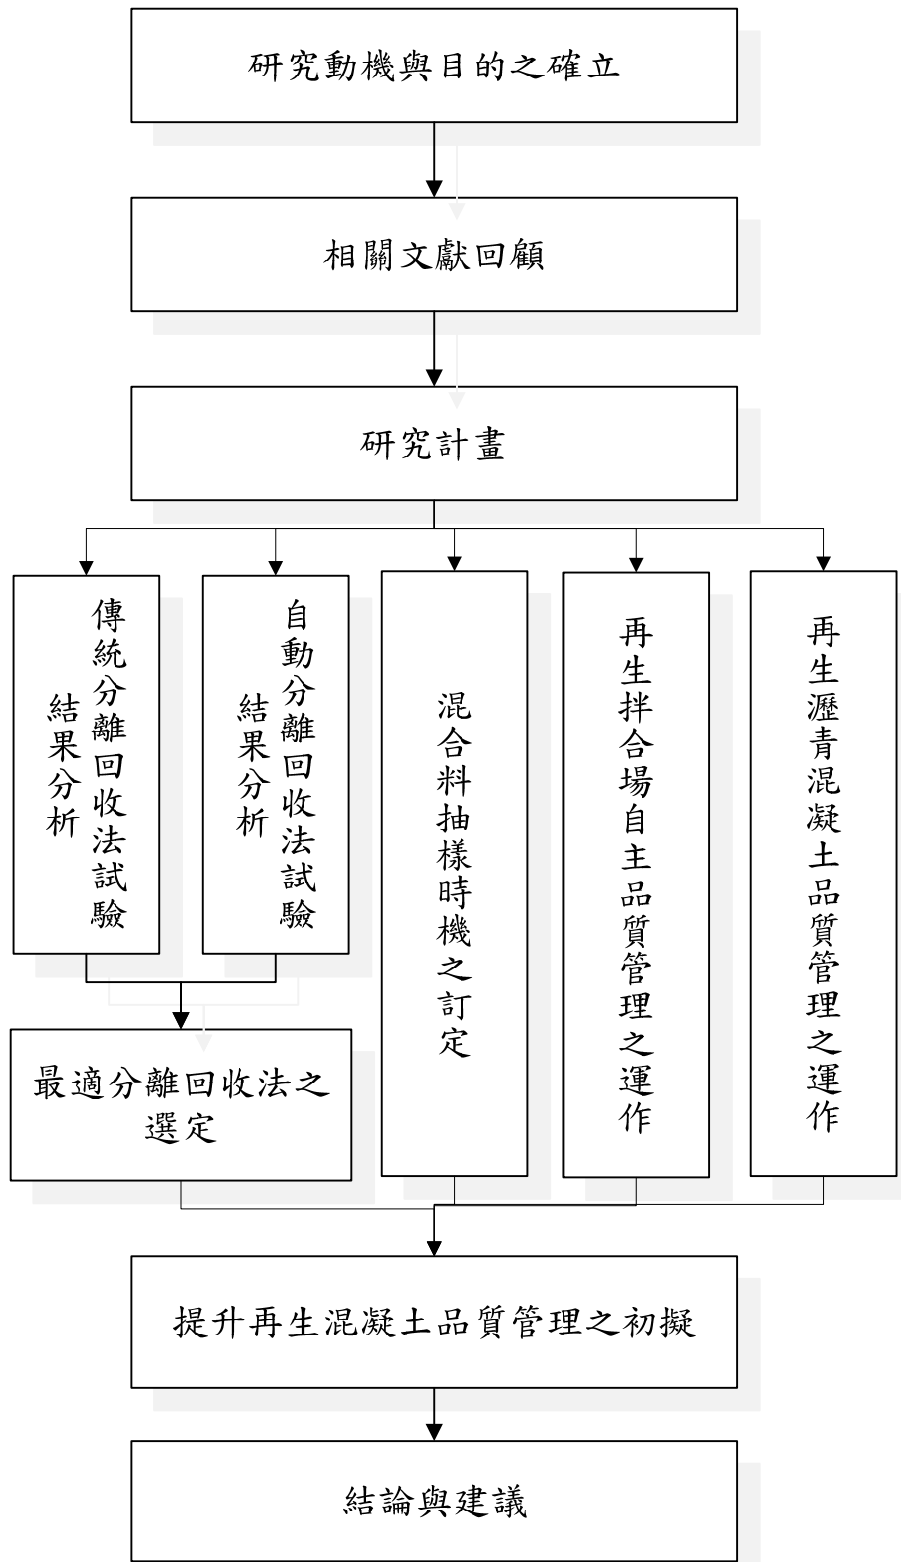 研究動機與目的之確立
相關文獻回顧
研究計畫
傳統分離回收法試驗
結果分析
自動分離回收法試驗
結果分析
混合料抽樣時機之訂定
再生拌合場自主品質管理之運作
再生瀝青混凝土品質管理之運作
最適分離回收法之
選定
提升再生混凝土品質管理之初擬
結論與建議